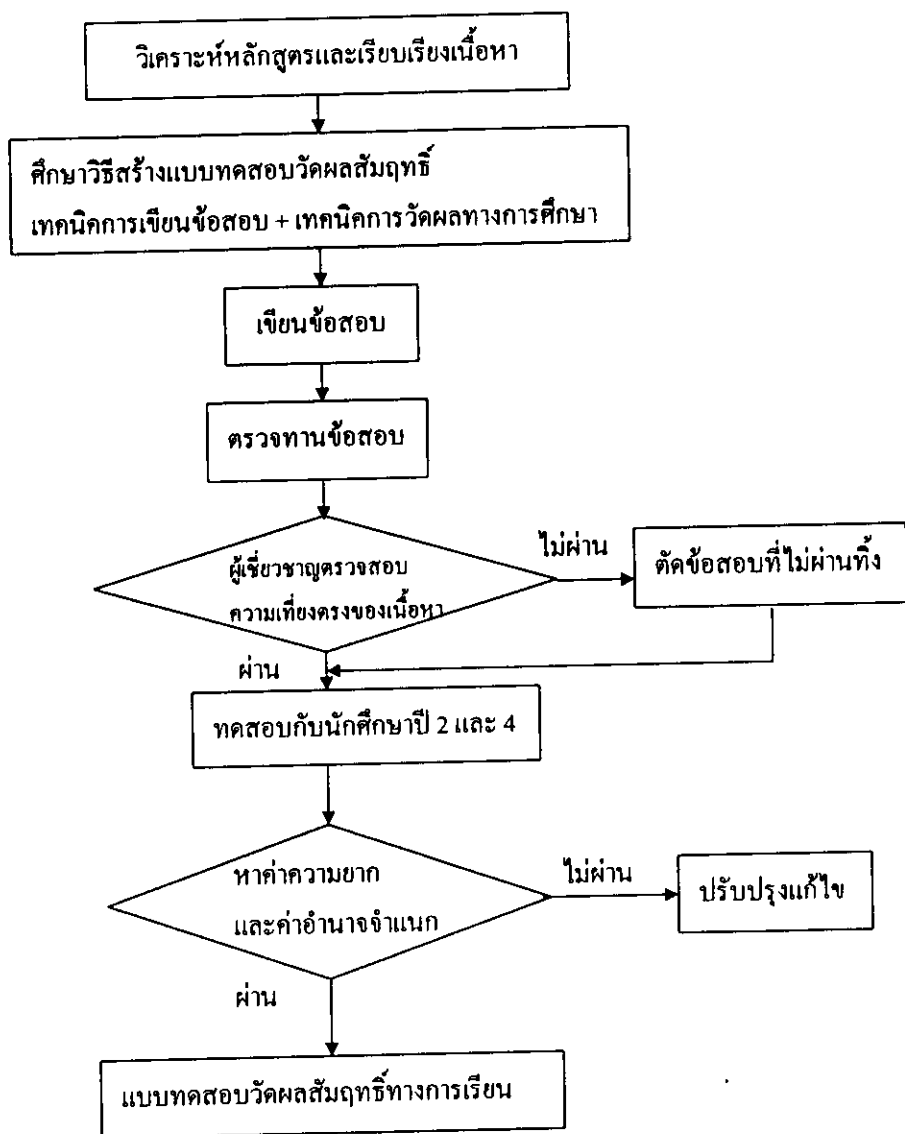 วิเคราะห์หลักสูตรและเรียบเรียงเนื้อหา
ศึกษาวิธีสร้างแบบทดสอบวัดผลสัมฤทธิ์
เทคนิคการเขียนข้อสอบ + เทคนิคการวัดผลทางการศึกษา
เขียนข้อสอบ
ตรวจทานข้อสอบ
ผู้เชี่ยวชาญตรวจสอบ
ความเที่ยงตรงของเนื้อหา
ไม่ผ่าน
ตัดข้อสอบที่ไม่ผ่านทิ้ง
ผ่าน
ทดสอบกับนักศึกษาปี 2 และ 4
หาค่าความยาก
และค่าอำนาจจำแนก
ไม่ผ่าน
ปรับปรุงแก้ไข
ผ่าน
แบบทดสอบวัดผลสัมฤทธิ์ทางการเรียน